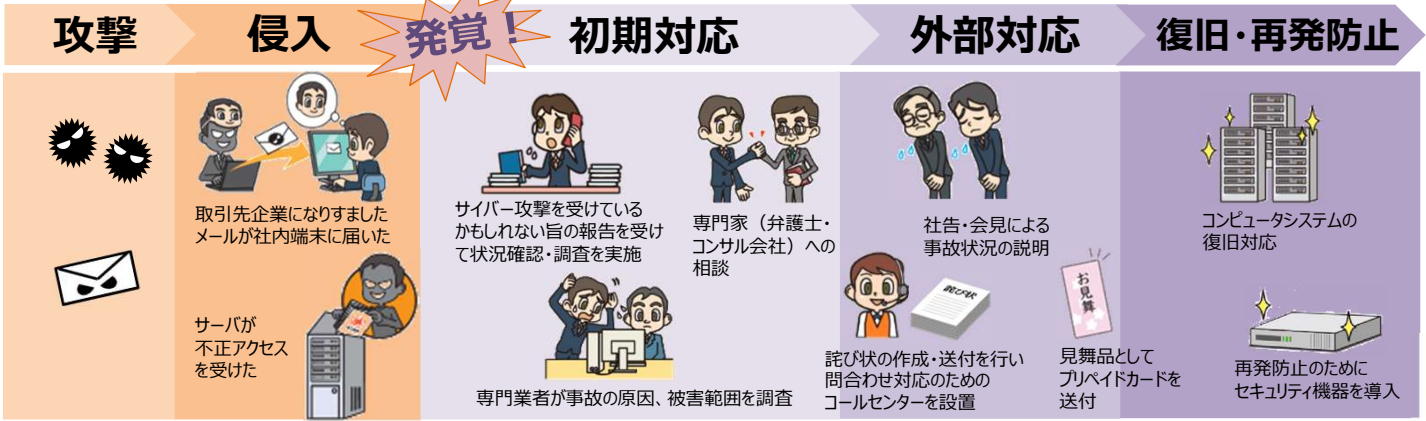 攻撃
侵入
発覚!
初期対応
外部対応
復旧・再発防止
取引先企業になりすました
メールが社内端末に届いた
サーバが
不正アクセス
を受けた
サイバー攻撃を受けている
かもしれない旨の報告を受け
て状況確認・調査を実施
専門家（弁護士・
コンサル会社）への
相談
専門業者が事故の原因、被害範囲を調査
社告・会見による
事故状況の説明
詫び状
詫び状の作成・送付を行い
問合わせ対応のための
コールセンターを設置
お見舞
見舞品として
プリペイドカードを
送付
コンピュータシステムの
復旧対応
再発防止のために
セキュリティ機器を導入